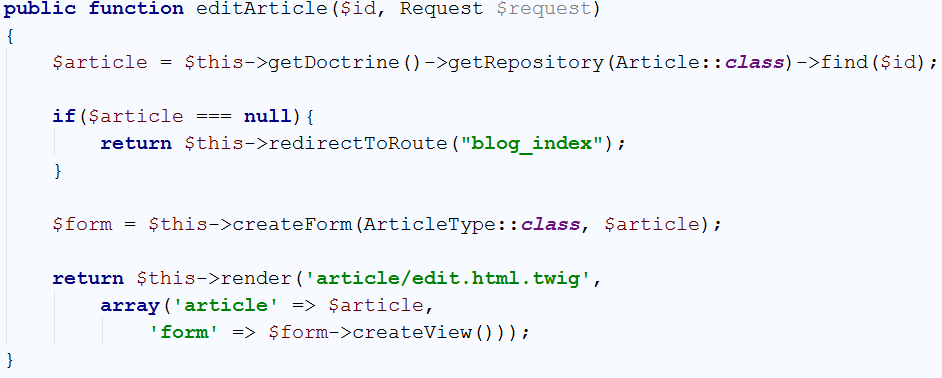 public function editArticle($id, Request $request)
{
    $article = $this->getDoctrine()->getRepository(Article::class)->find($id);

    if($article === null){
        return $this->redirectToRoute("blog_index");
    }

    $form = $this->createForm(ArticleType::class, $article);

    return $this->render('article/edit.html.twig',
        array('article' => $article,
            'form' => $form->createView()));
}